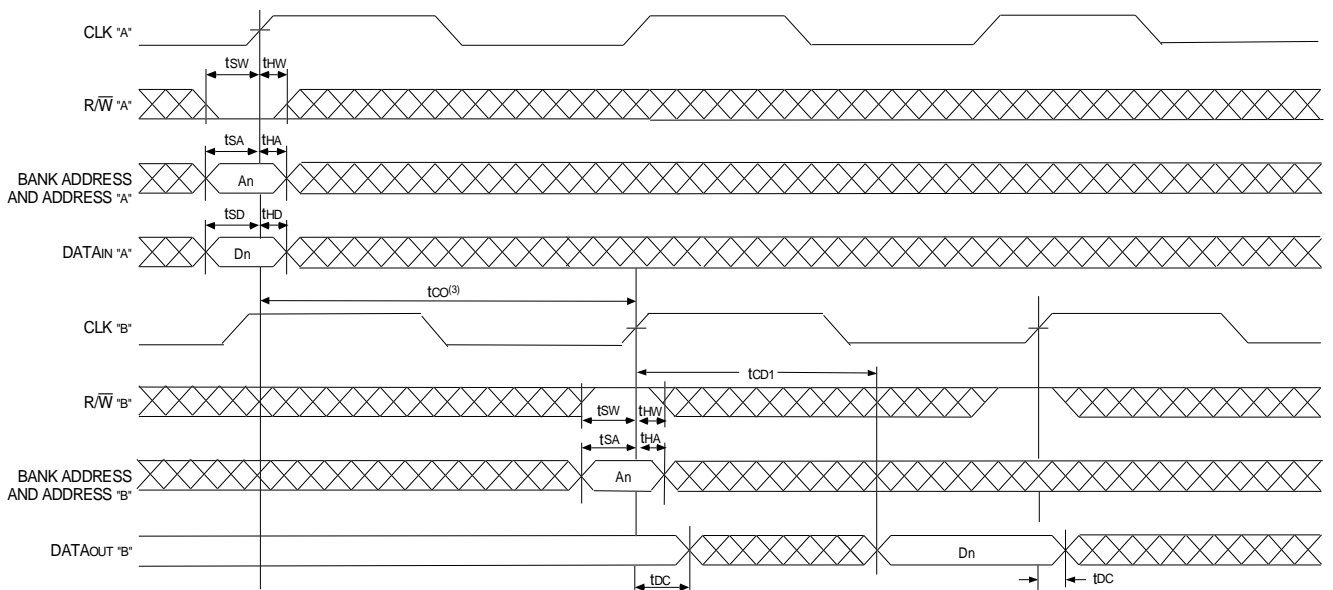 CLK "A"
tSW tHW
R/W̅ "A"
tSA tHA
BANK ADDRESS
AND ADDRESS "A"
An
tSD tHD
DATAIN "A"
Dn
tCO(3)
CLK "B"
tCD1
R/W̅ "B"
tSW tHW
tSA tHA
BANK ADDRESS
AND ADDRESS "B"
An
DATAOUT "B"
Dn
tDC
tDC